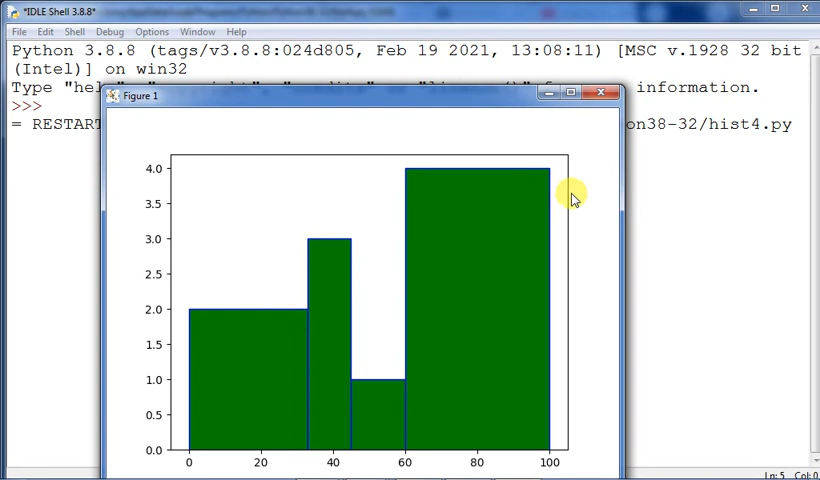 *IDLE Shell 3.8.8*
File Edit Shell Debug Options Window Help
Python 3.8.8 (tags/v3.8.8:024d805, Feb 19 2021, 13:08:11) [MSC v.1928 32 bit
(Intel)] on win32
Type "hel information.
>>>
= RESTART on38-32/hist4.py
Figure 1
4.0
3.5
3.0
2.5
2.0
1.5
1.0
0.5
0.0
0 20 40 60 80 100
Ln: 5 Col: 0